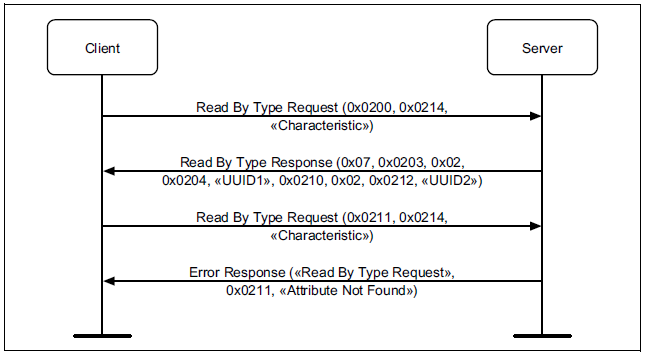 Client
Server
Read By Type Request (0x0200, 0x0214,
«Characteristic»)
Read By Type Response (0x07, 0x0203, 0x02,
0x0204, «UUID1», 0x0210, 0x02, 0x0212, «UUID2»)
Read By Type Request (0x0211, 0x0214,
«Characteristic»)
Error Response («Read By Type Request»,
0x0211, «Attribute Not Found»)